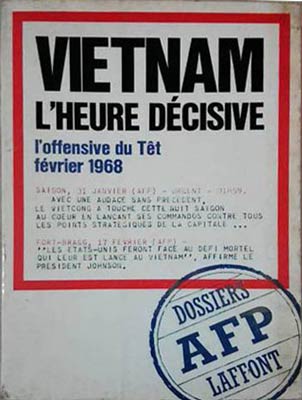 VIETNAM
L'HEURE DÉCISIVE
l'offensive du Têt
février 1968
SAIGON, 31 JANVIER (AFP) - URGENT - 01H59.
AVEC UNE AUDACE SANS PRECEDENT,
LE VIETCONG A TOUCHE CETTE NUIT SAIGON
AU COEUR EN LANCANT SES COMMANDOS CONTRE TOUS
LES POINTS STRATEGIQUES DE LA CAPITALE ...
FORT-BRAGG, 17 FEVRIER (AFP) -
"LES ETATS-UNIS FERONT FACE AU DEFI MORTEL
QUI LEUR EST LANCE AU VIETNAM", AFFIRME LE
PRESIDENT JOHNSON.
DOSSIERS
AFP
LAFFONT